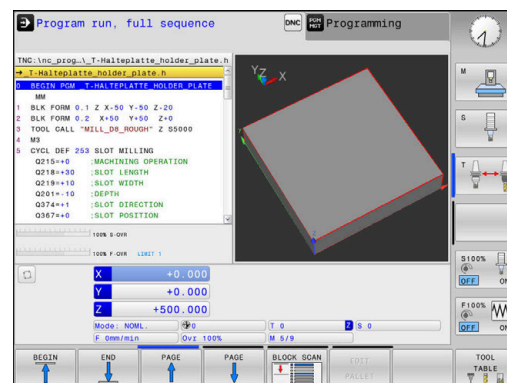 Program run, full sequence
DNC
PGM MGT
Programming
TNC:\nc_prog…\_T-Halteplatte_holder_plate.h
→_T-Halteplatte_holder_plate.h
0 BEGIN PGM _T-HALTEPLATTE_HOLDER_PLATE
MM
1 BLK FORM 0.1 Z X-50 Y-50 Z-20
2 BLK FORM 0.2 X+50 Y+50 Z+0
3 TOOL CALL "MILL_D8_ROUGH" Z S5000
4 M3
5 CYCL DEF 253 SLOT MILLING
Q215=+0 ;MACHINING OPERATION
Q218=+30 ;SLOT LENGTH
Q219=+10 ;SLOT WIDTH
Q201=-10 ;DEPTH
Q374=+1 ;SLOT DIRECTION
Q367=+0 ;SLOT POSITION
Y Z X
100% S-OVR
100% F-OVR LIMIT 1
X +0.000
Y +0.000
Z +500.000
Mode: NOML. 0 T 0 Z S 0
F 0mm/min Ovr 100% M 5/9
M
S
T
S100%
OFF ON
F100%
OFF ON
BEGIN
END
PAGE
PAGE
BLOCK SCAN
EDIT PALLET
TOOL TABLE